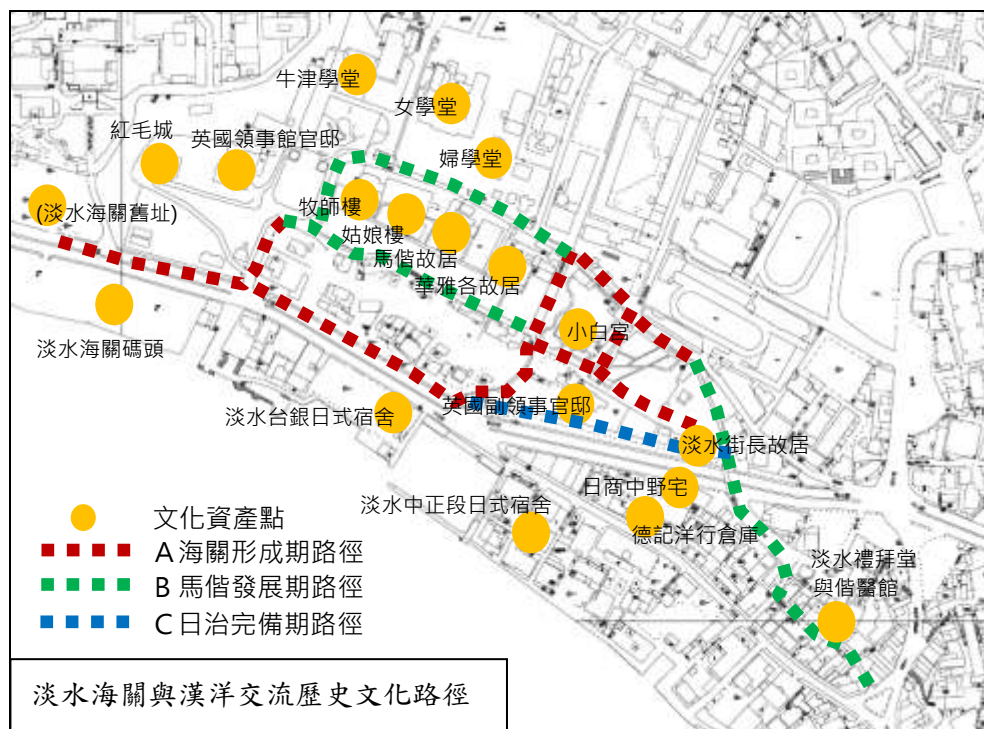 牛津學堂
女學堂
紅毛城
英國領事館官邸
婦學堂
(淡水海關舊址)
牧師樓
姑娘樓
馬偕故居
華雅各故居
小白宮
淡水海關碼頭
淡水台銀日式宿舍
英國副領事官邸
淡水街長故居
日商中野宅
淡水中正段日式宿舍
德記洋行倉庫
淡水禮拜堂
與偕醫館
文化資產點
A 海關形成期路徑
B 馬偕發展期路徑
C 日治完備期路徑
淡水海關與漢洋交流歷史文化路徑